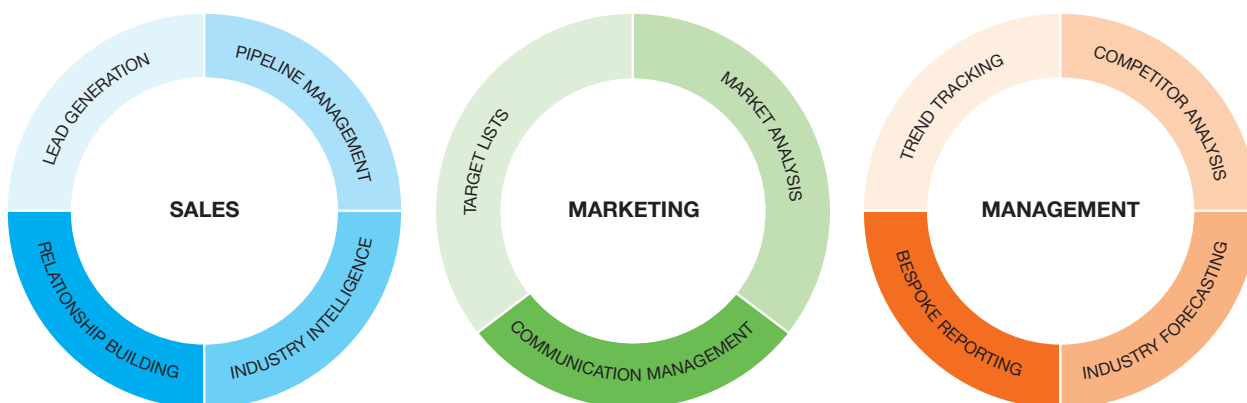 LEAD GENERATION
PIPELINE MANAGEMENT
SALES
RELATIONSHIP BUILDING
INDUSTRY INTELLIGENCE
TARGET LISTS
MARKET ANALYSIS
MARKETING
COMMUNICATION MANAGEMENT
TREND TRACKING
COMPETITOR ANALYSIS
MANAGEMENT
BESPOKE REPORTING
INDUSTRY FORECASTING